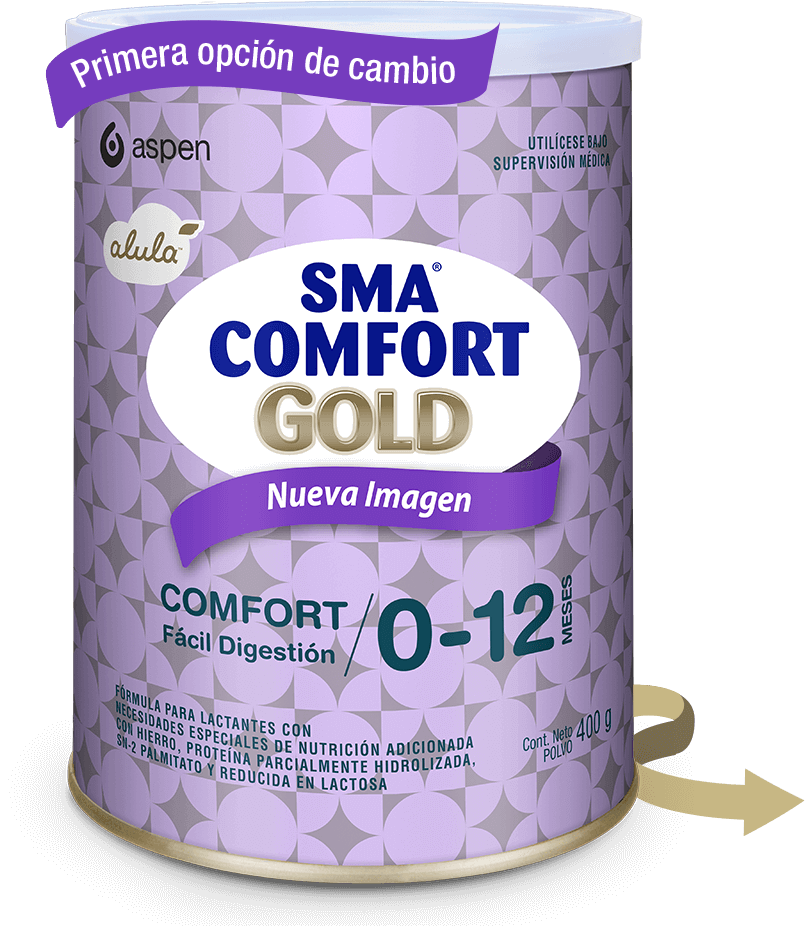 Primera opción de cambio
aspen
UTILÍCESE BAJO
SUPERVISIÓN MÉDICA
alula™
SMA®
COMFORT
GOLD
Nueva Imagen
COMFORT
Fácil Digestión
/ 0-12 MESES
FÓRMULA PARA LACTANTES CON
NECESIDADES ESPECIALES DE NUTRICIÓN ADICIONADA
CON HIERRO, PROTEÍNA PARCIALMENTE HIDROLIZADA,
SN-2 PALMITATO Y REDUCIDA EN LACTOSA
Cont. Neto 400 g
POLVO